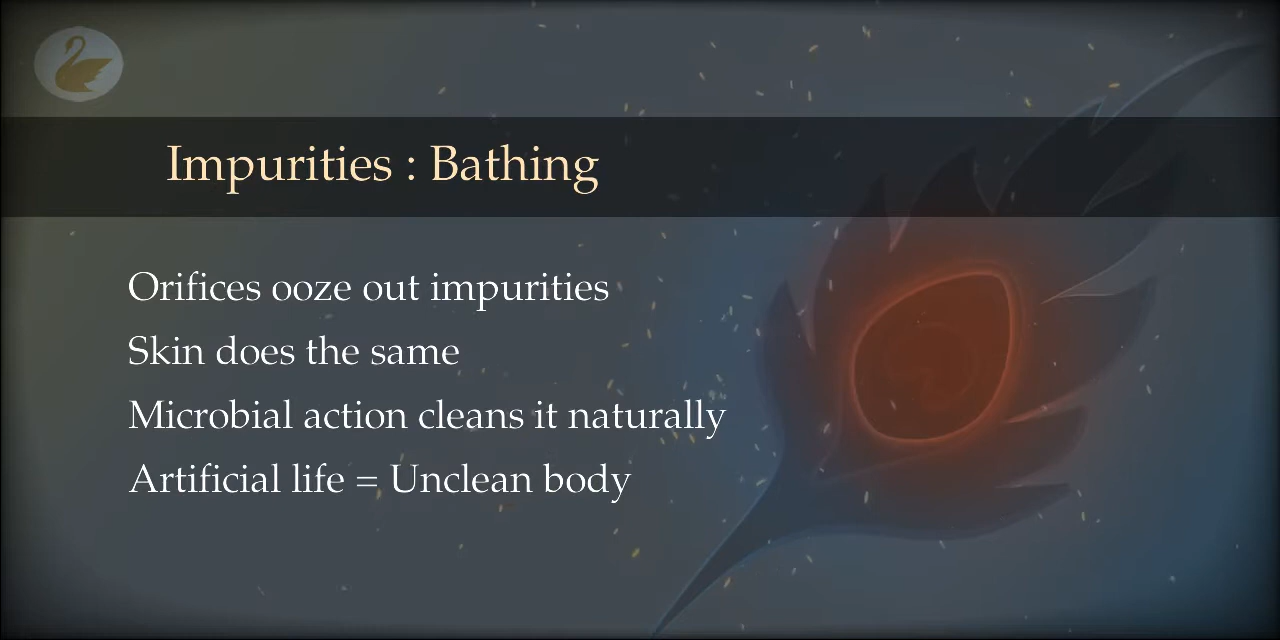 Impurities : Bathing
Orifices ooze out impurities
Skin does the same
Microbial action cleans it naturally
Artificial life = Unclean body